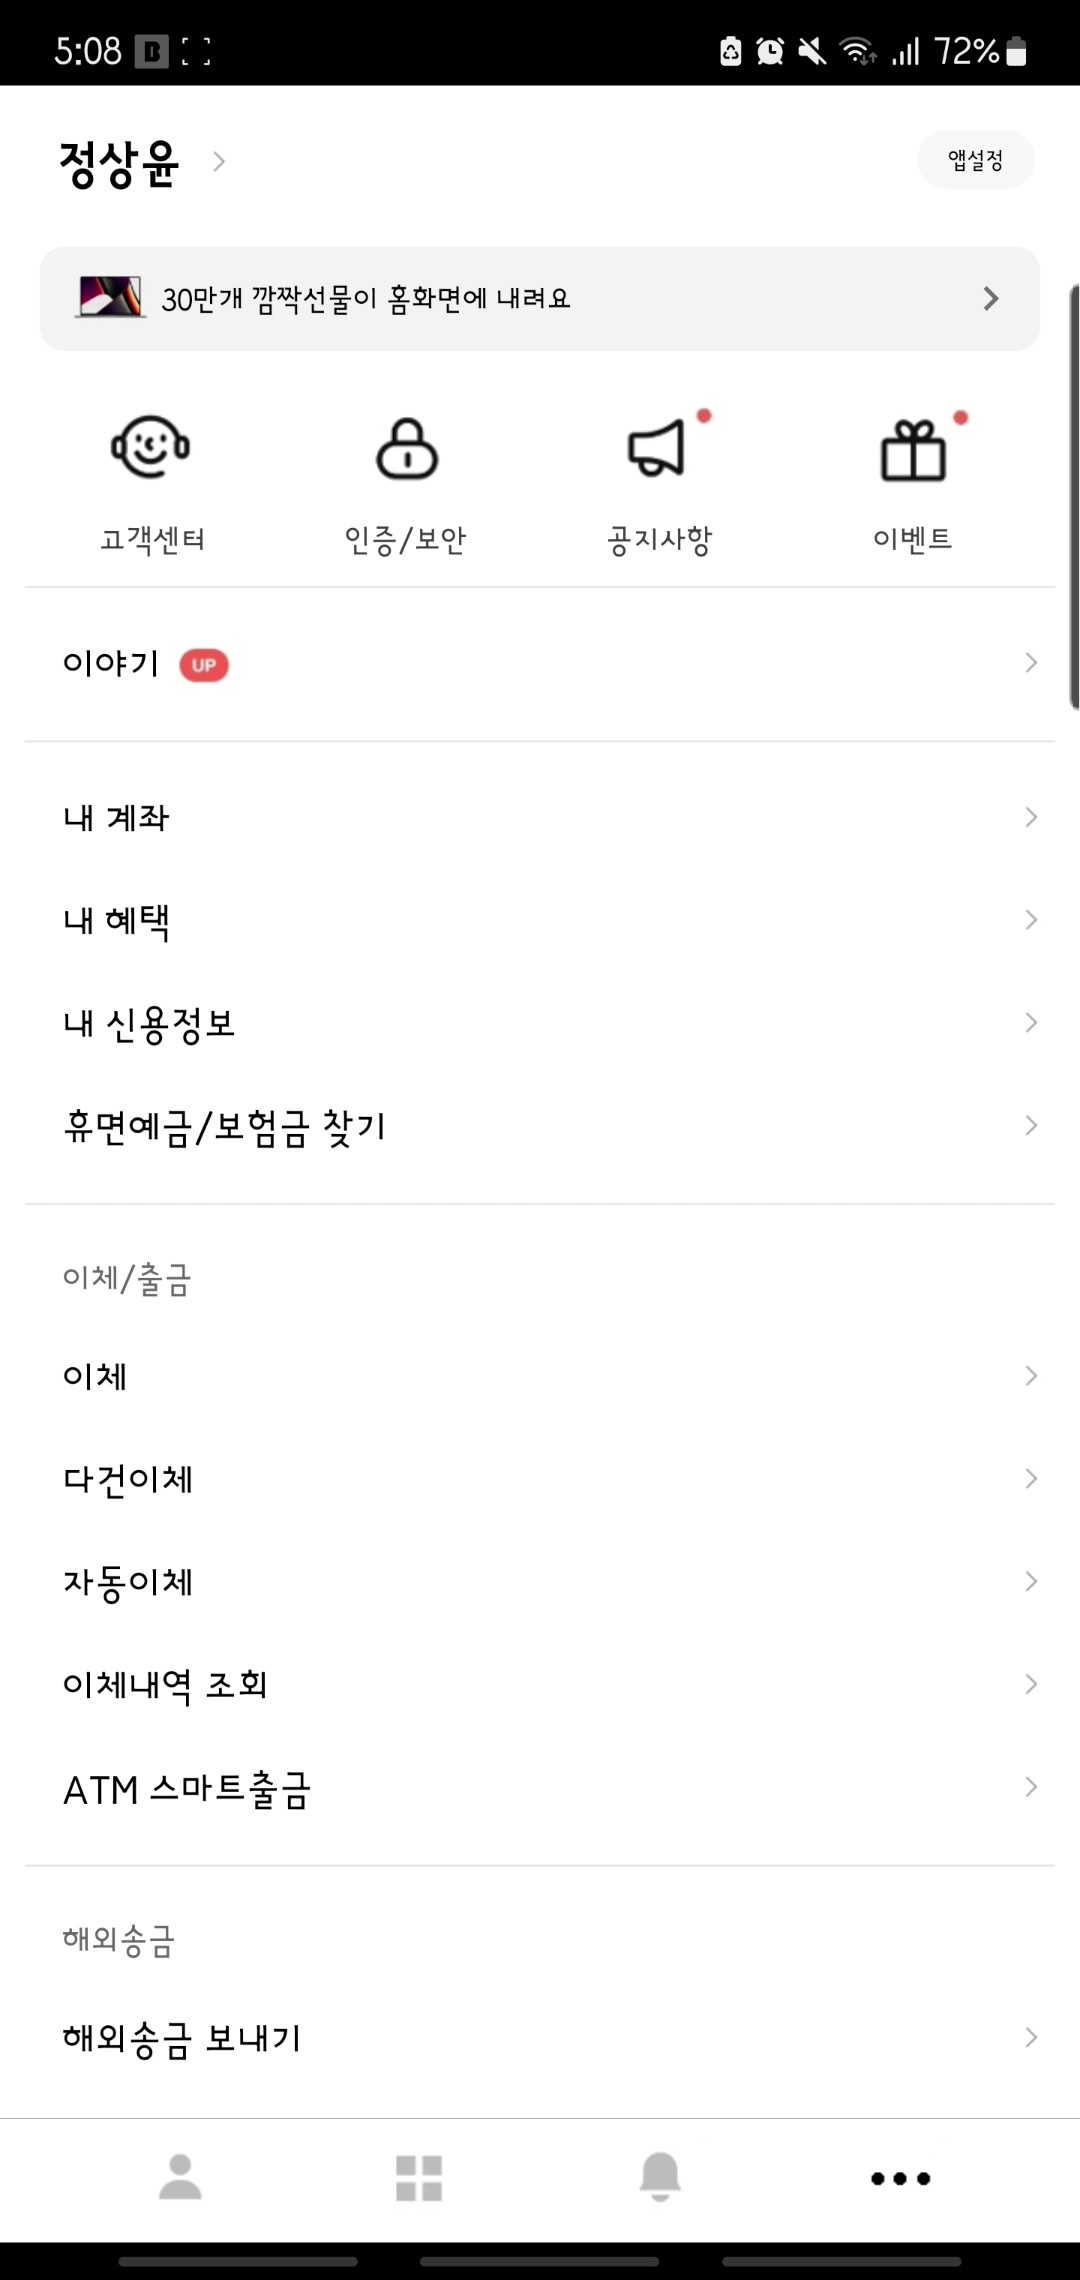 5:08 B 72%
정상윤
앱설정
30만개 깜짝선물이 홈화면에 내려요
고객센터 인증/보안 공지사항 이벤트
이야기 UP
내 계좌
내 혜택
내 신용정보
휴면예금/보험금 찾기
이체/출금
이체
다건이체
자동이체
이체내역 조회
ATM 스마트출금
해외송금
해외송금 보내기